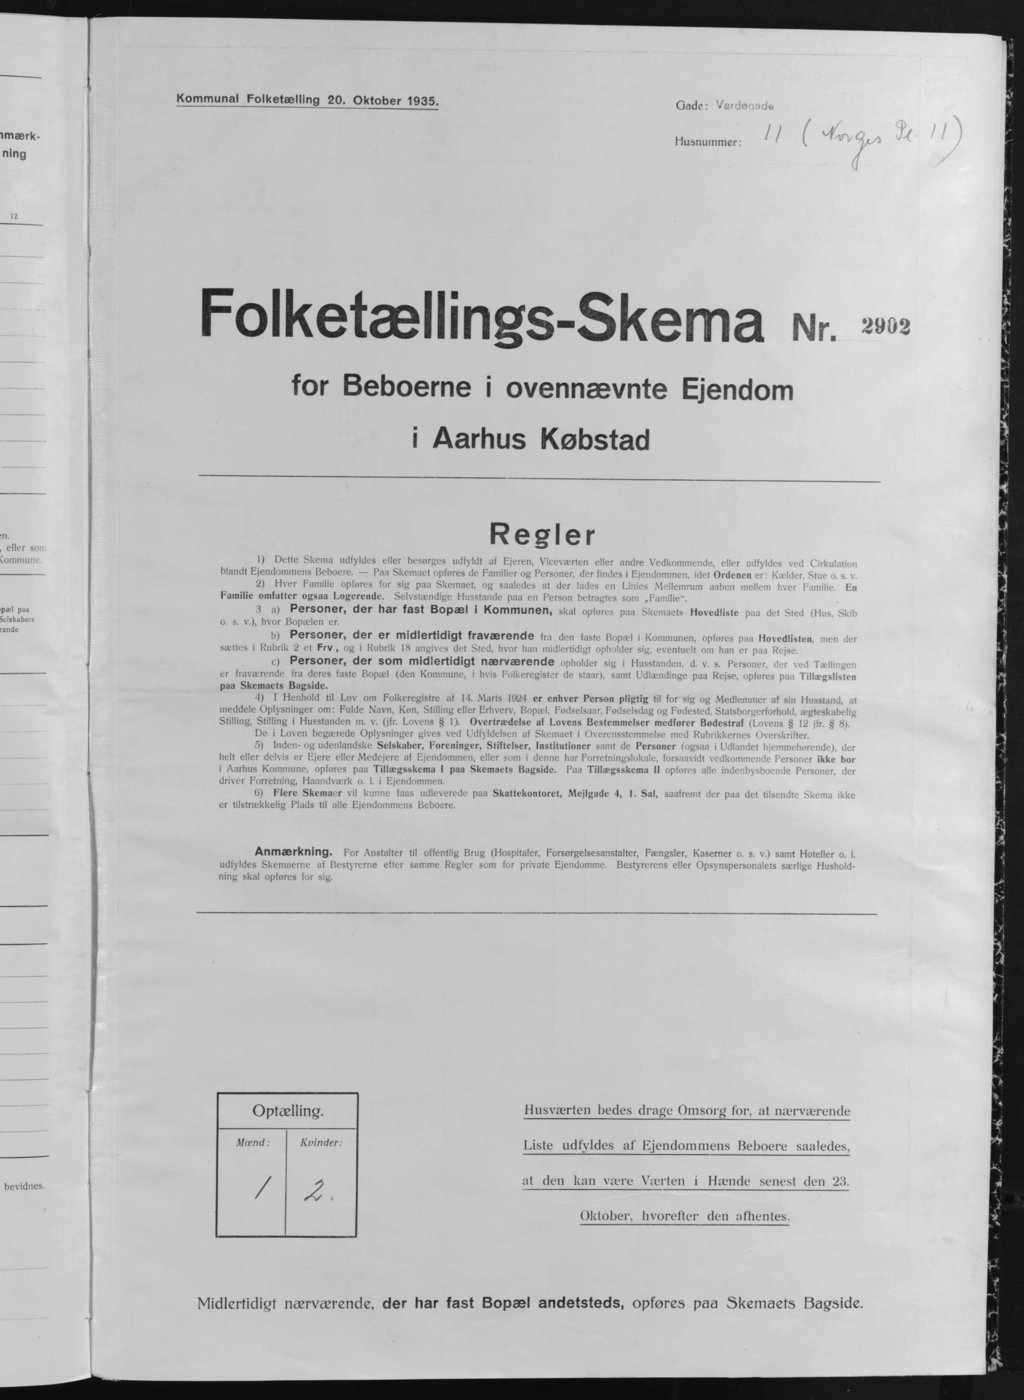 nmærk-
ning
12
en.
, eller som
Kommune.
opæl paa
Selskabers
rende
bevidnes.
Kommunal Folketælling 20. Oktober 1935.
Gade: Vardegade
Husnummer: 11 (Norges Pl. 11)
Folketællings-Skema Nr. 2902
for Beboerne i ovennævnte Ejendom
i Aarhus Købstad
Regler
1) Dette Skema udfyldes eller besørges udfyldt af Ejeren, Viceværten eller andre Vedkommende, eller udfyldes ved Cirkulation
blandt Ejendommens Beboere. — Paa Skemaet opføres de Familier og Personer, der findes i Ejendommen, idet Ordenen er: Kælder, Stue o. s. v.
2) Hver Familie opføres for sig paa Skemaet, og saaledes at der lades en Linies Mellemrum aaben mellem hver Familie. En
Familie omfatter ogsaa Logerende. Selvstændige Husstande paa en Person betragtes som „Familie“.
3 a) Personer, der har fast Bopæl i Kommunen, skal opføres paa Skemaets Hovedliste paa det Sted (Hus, Skib
o. s. v.), hvor Bopælen er.
b) Personer, der er midlertidigt fraværende fra den faste Bopæl i Kommunen, opføres paa Hovedlisten, men der
sættes i Rubrik 2 et Frv., og i Rubrik 18 angives det Sted, hvor han midlertidigt opholder sig, eventuelt om han er paa Rejse.
c) Personer, der som midlertidigt nærværende opholder sig i Husstanden, d. v. s. Personer, der ved Tællingen
er fraværende fra deres faste Bopæl (den Kommune, i hvis Folkeregister de staar), samt Udlændinge paa Rejse, opføres paa Tillægslisten
paa Skemaets Bagside.
4) I Henhold til Lov om Folkeregistre af 14. Marts 1924 er enhver Person pligtig til for sig og Medlemmer af sin Husstand, at
meddele Oplysninger om: Fulde Navn, Køn, Stilling eller Erhverv, Bopæl, Fødselsaar, Fødselsdag og Fødested, Statsborgerforhold, ægteskabelig
Stilling, Stilling i Husstanden m. v. (jfr. Lovens § 1). Overtrædelse af Lovens Bestemmelser medfører Bødestraf (Lovens § 12 jfr. § 8).
De i Loven begærede Oplysninger gives ved Udfyldelsen af Skemaet i Overensstemmelse med Rubrikkernes Overskrifter.
5) Inden- og udenlandske Selskaber, Foreninger, Stiftelser, Institutioner samt de Personer (ogsaa i Udlandet hjemmehørende), der
helt eller delvis er Ejere eller Medejere af Ejendommen, eller som i denne har Forretningslokale, forsaavidt vedkommende Personer ikke bor
i Aarhus Kommune, opføres paa Tillægsskema I paa Skemaets Bagside. Paa Tillægsskema II opføres alle indenbysboende Personer, der
driver Forretning, Haandværk o. l. i Ejendommen.
6) Flere Skemaer vil kunne faas udleverede paa Skattekontoret, Mejlgade 4, 1. Sal, saafremt der paa det tilsendte Skema ikke
er tilstrækkelig Plads til alle Ejendommens Beboere.
Anmærkning. For Anstalter til offentlig Brug (Hospitaler, Forsørgelsesanstalter, Fængsler, Kaserner o. s. v.) samt Hoteller o. l.
udfyldes Skemaerne af Bestyrerne efter samme Regler som for private Ejendomme. Bestyrerens eller Opsynspersonalets særlige Hushold-
ning skal opføres for sig.
Optælling.
Mænd: Kvinder:
1 2.
Husværten bedes drage Omsorg for, at nærværende
Liste udfyldes af Ejendommens Beboere saaledes,
at den kan være Værten i Hænde senest den 23.
Oktober, hvorefter den afhentes.
Midlertidigt nærværende, der har fast Bopæl andetsteds, opføres paa Skemaets Bagside.